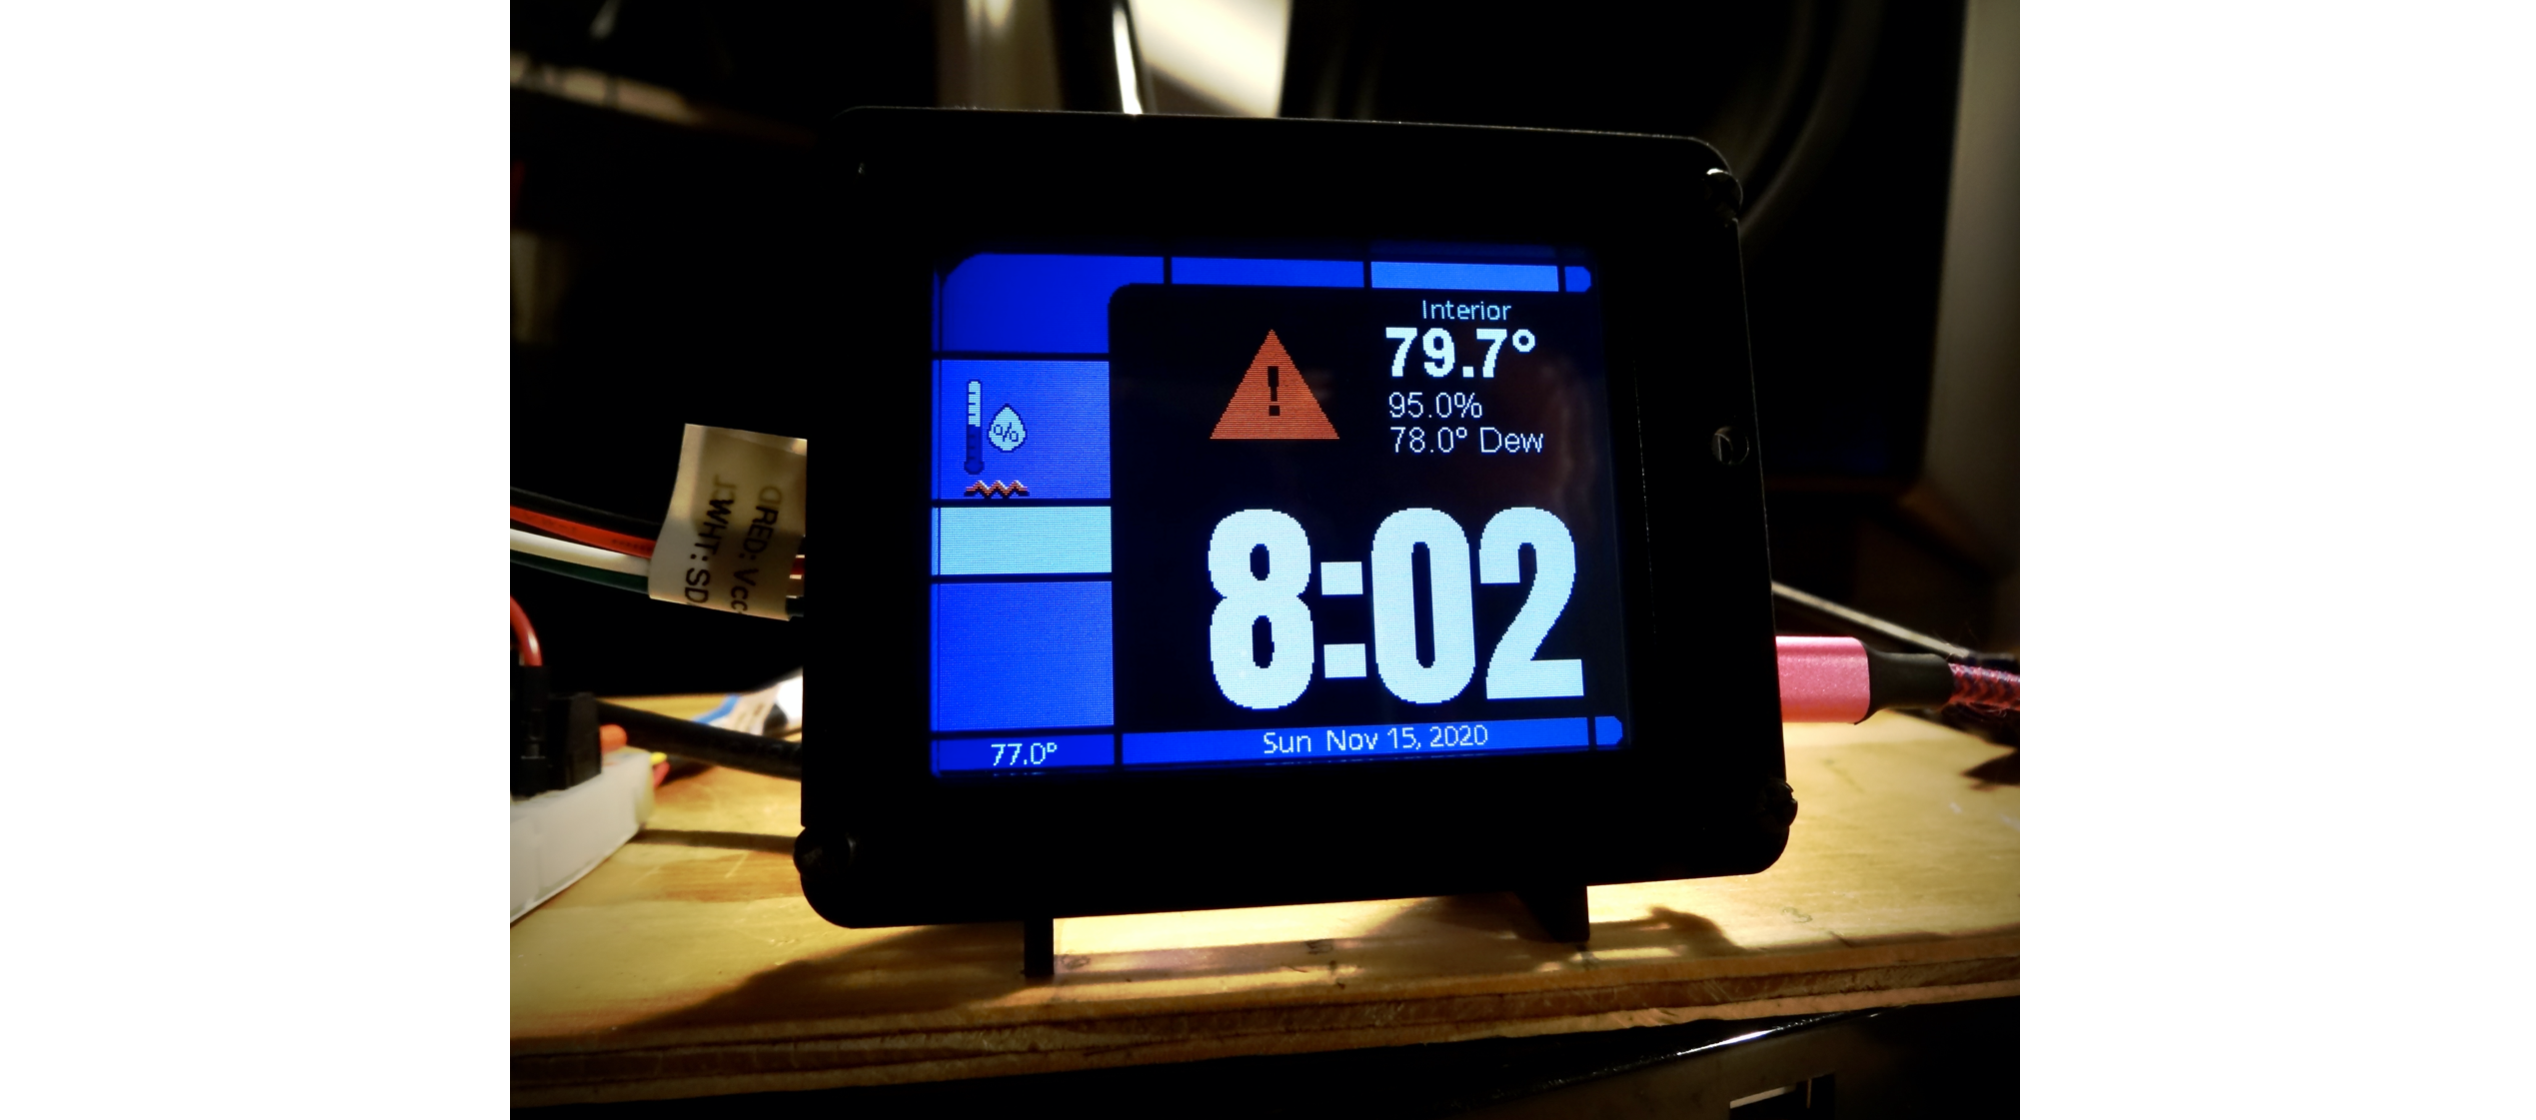 Interior
79.7°
95.0%
78.0° Dew
8:02
77.0°
Sun Nov 15, 2020
%
!
RED: Vcc
WHT: SD